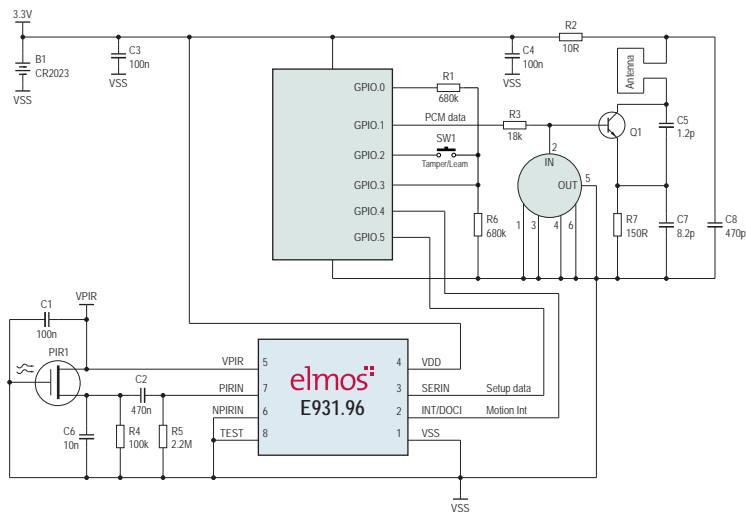 3.3V
B1
CR2023
VSS
C3
100n
VSS
C4
100n
VSS
R2
10R
Antenna
GPIO.0
GPIO.1
GPIO.2
GPIO.3
GPIO.4
GPIO.5
R1
680k
PCM data
SW1
Tamper/Learn
R3
18k
2
IN
OUT
5
1
3
4
6
Q1
C5
1.2p
R6
680k
R7
150R
C7
8.2p
C8
470p
VPIR
C1
100n
PIR1
C6
10n
R4
100k
C2
470n
R5
2.2M
VPIR
PIRIN
NPIRIN
TEST
5
7
6
8
elmos
E931.96
4
3
2
1
VDD
SERIN
INT/DOCI
VSS
Setup data
Motion Int
VSS